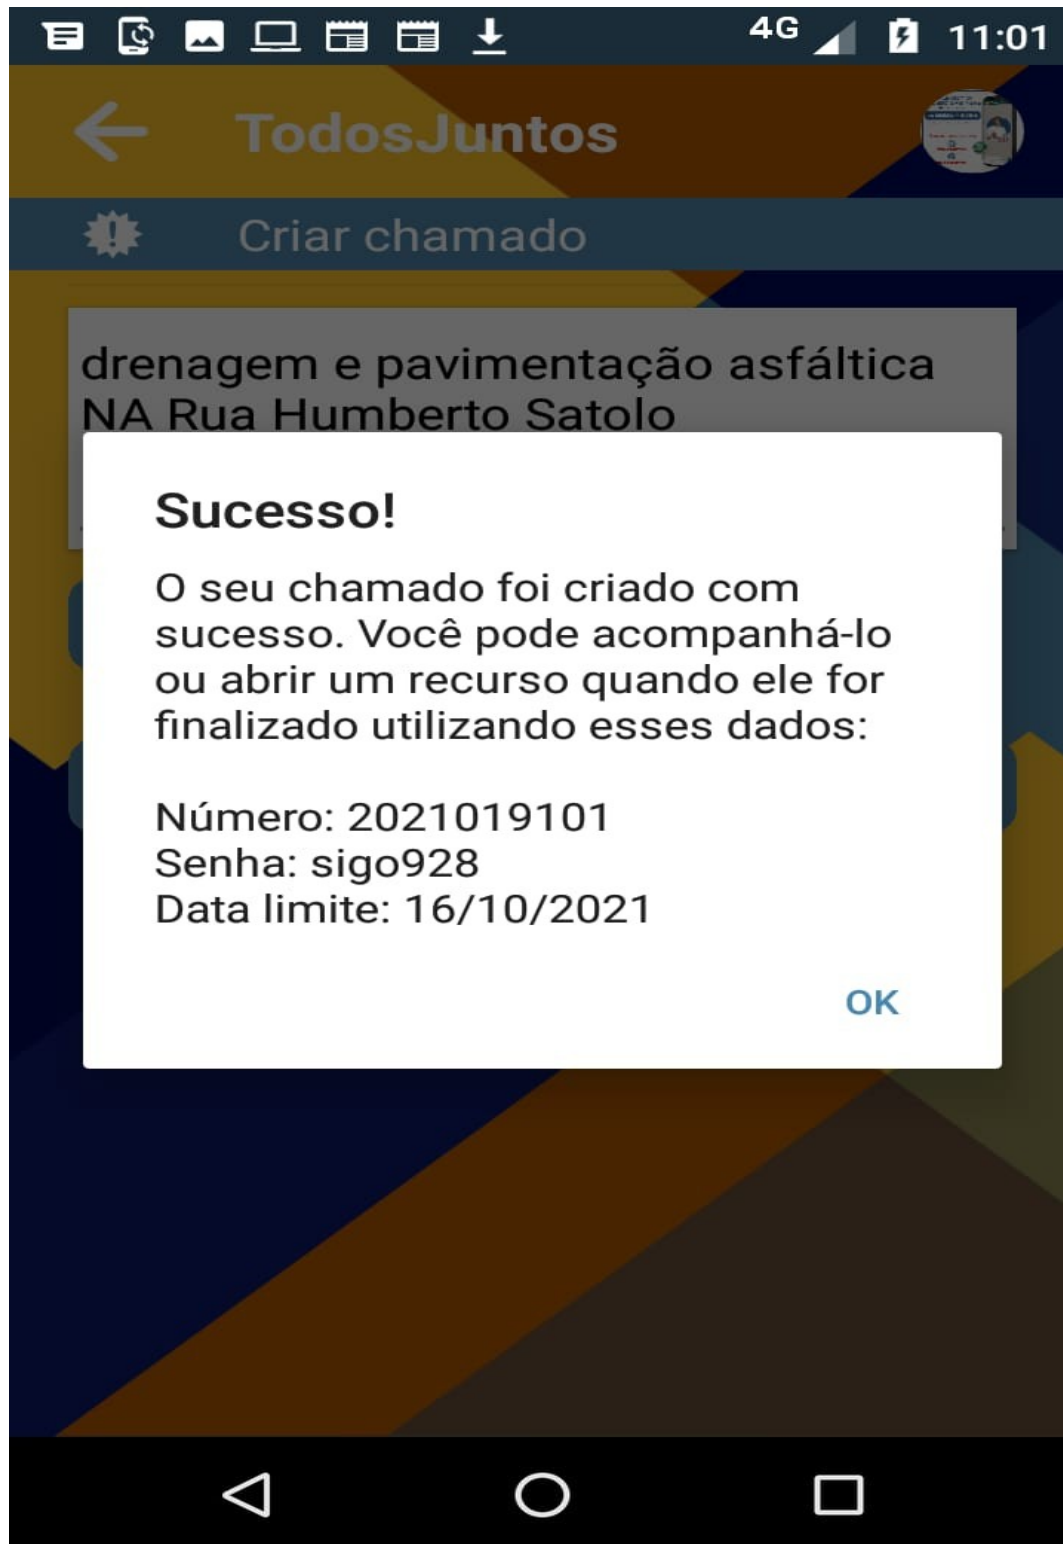 4G 11:01
TodosJuntos
Criar chamado
drenagem e pavimentação asfáltica
NA Rua Humberto Satolo
Sucesso!
O seu chamado foi criado com
sucesso. Você pode acompanhá-lo
ou abrir um recurso quando ele for
finalizado utilizando esses dados:
Número: 2021019101
Senha: sigo928
Data limite: 16/10/2021
OK